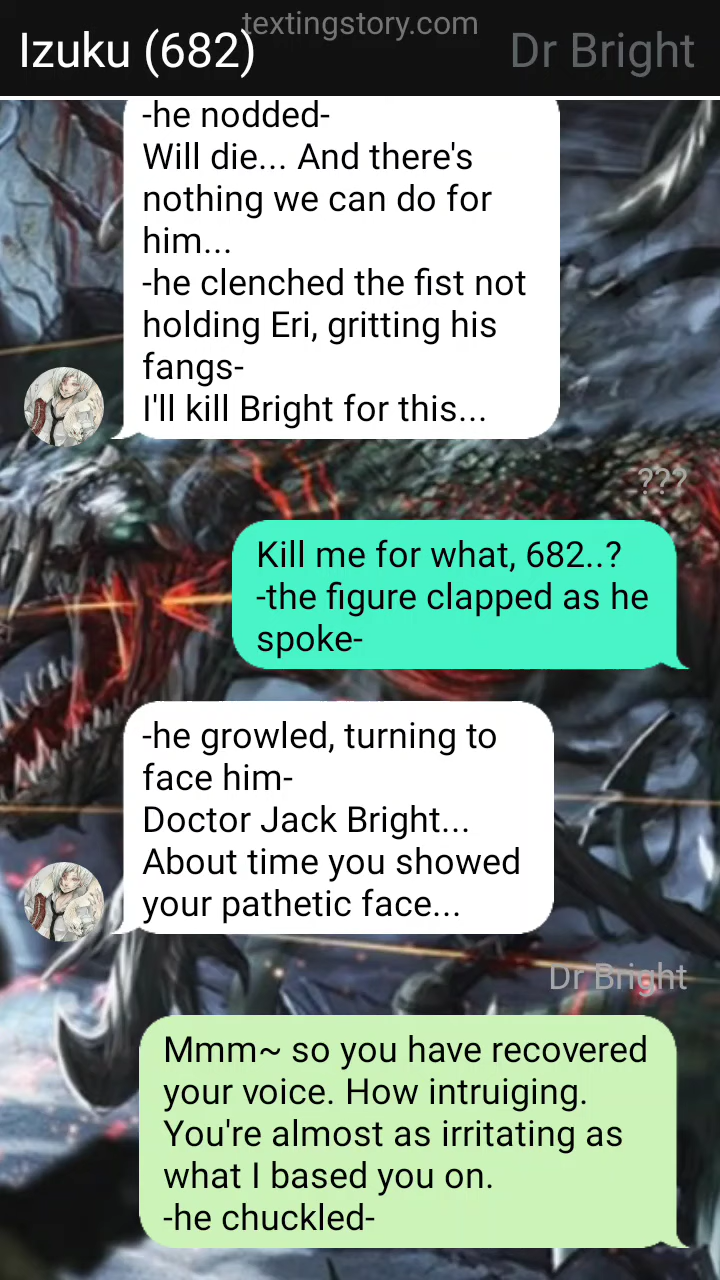 textingstory.com
Izuku (682)
Dr Bright
-he nodded-
Will die... And there's
nothing we can do for
him...
-he clenched the fist not
holding Eri, gritting his
fangs-
I'll kill Bright for this...
???
Kill me for what, 682..?
-the figure clapped as he
spoke-
-he growled, turning to
face him-
Doctor Jack Bright...
About time you showed
your pathetic face...
Dr Bright
Mmm~ so you have recovered
your voice. How intruiging.
You're almost as irritating as
what I based you on.
-he chuckled-